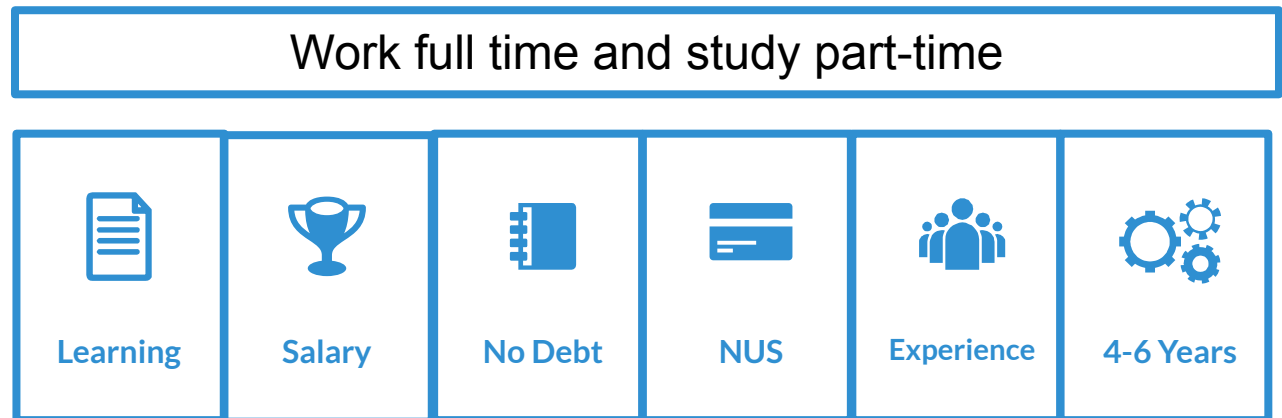 Work full time and study part-time
Learning
Salary
No Debt
NUS
Experience
4-6 Years